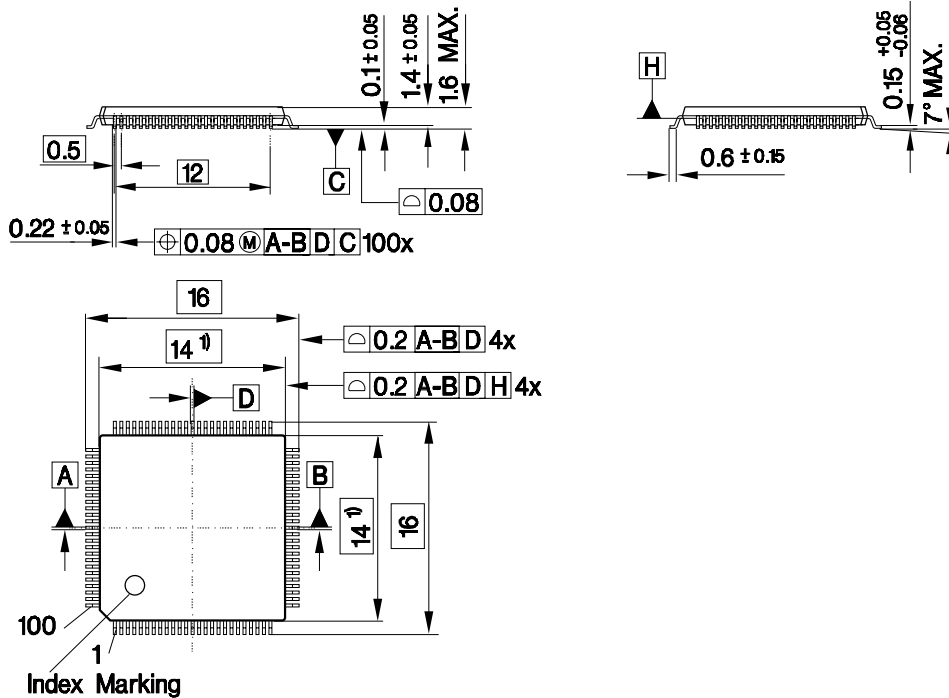 0.1 ± 0.05
1.4 ± 0.05
1.6 MAX.
H
0.15 +0.05 -0.06
7° MAX.
0.5
12
C
0.08
0.6 ± 0.15
0.22 ± 0.05
0.08 Ⓜ A-B D C 100x
16
14 1)
0.2 A-B D 4x
0.2 A-B D H 4x
D
A
B
14 1)
16
100
1
Index Marking